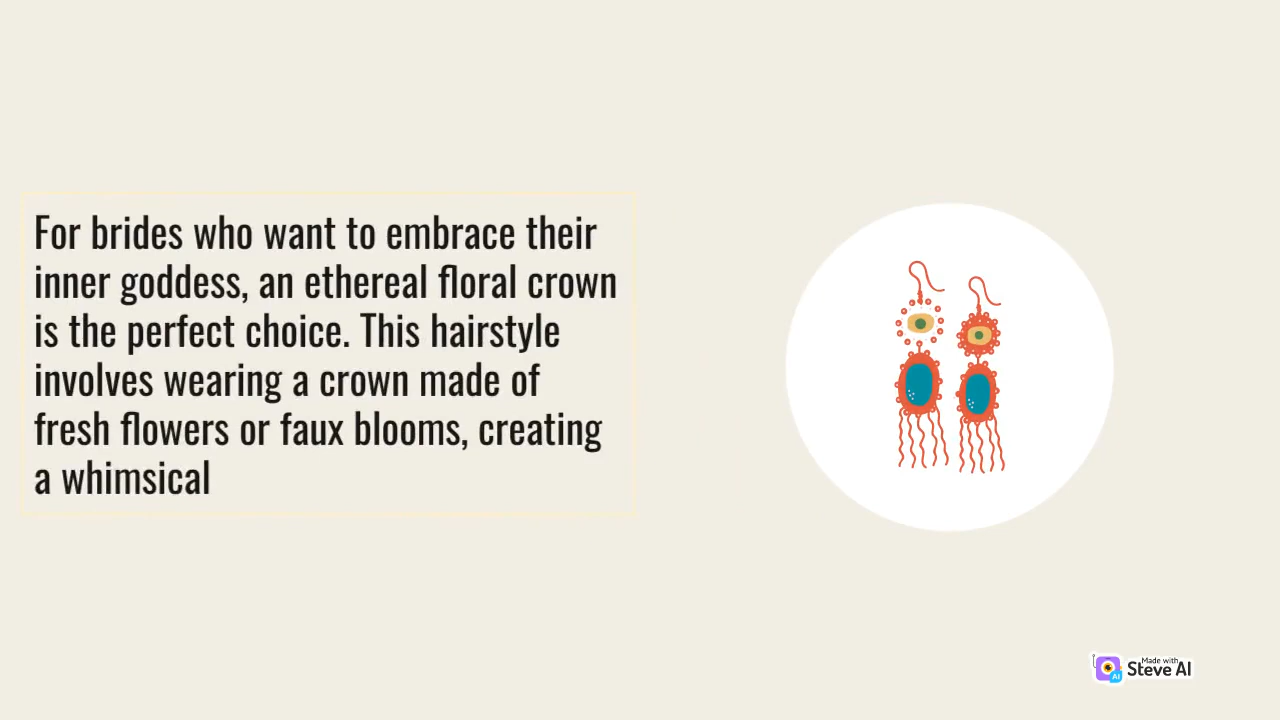 For brides who want to embrace their
inner goddess, an ethereal floral crown
is the perfect choice. This hairstyle
involves wearing a crown made of
fresh flowers or faux blooms, creating
a whimsical
Made with
Steve AI
AI